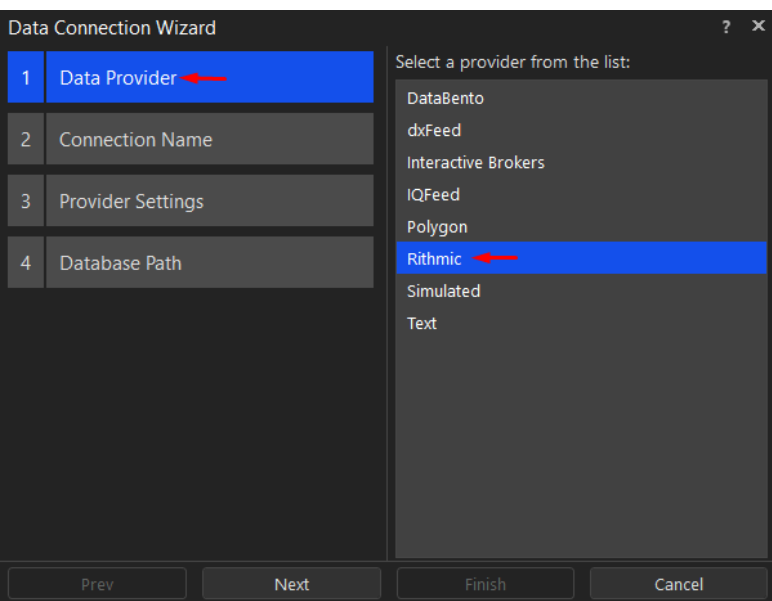 Data Connection Wizard
?
1 Data Provider
2 Connection Name
3 Provider Settings
4 Database Path
Select a provider from the list:
DataBento
dxFeed
Interactive Brokers
IQFeed
Polygon
Rithmic
Simulated
Text
Prev Next Finish Cancel